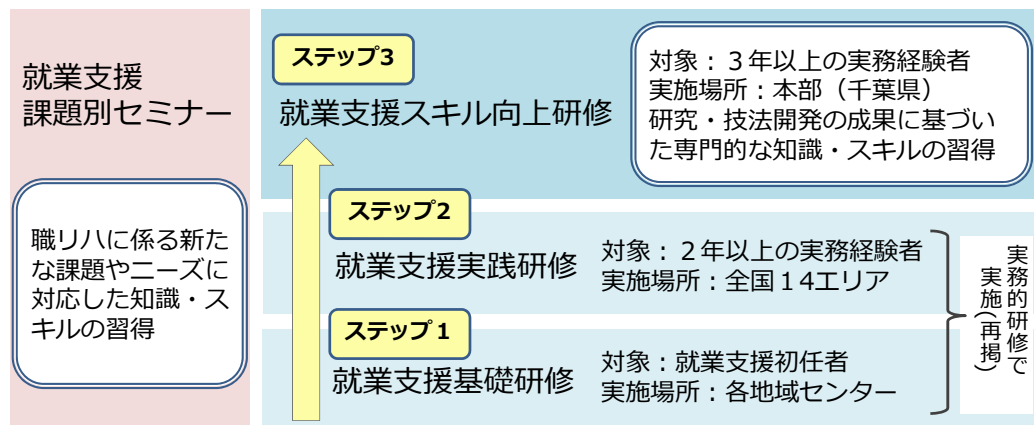 就業支援
課題別セミナー
職リハに係る新た
な課題やニーズに
対応した知識・ス
キルの習得
ステップ3
就業支援スキル向上研修
対象：３年以上の実務経験者
実施場所：本部（千葉県）
研究・技法開発の成果に基づい
た専門的な知識・スキルの習得
ステップ2
就業支援実践研修
対象：２年以上の実務経験者
実施場所：全国１4エリア
ステップ１
就業支援基礎研修
対象：就業支援初任者
実施場所：各地域センター
実務的研修で
実施(再掲)